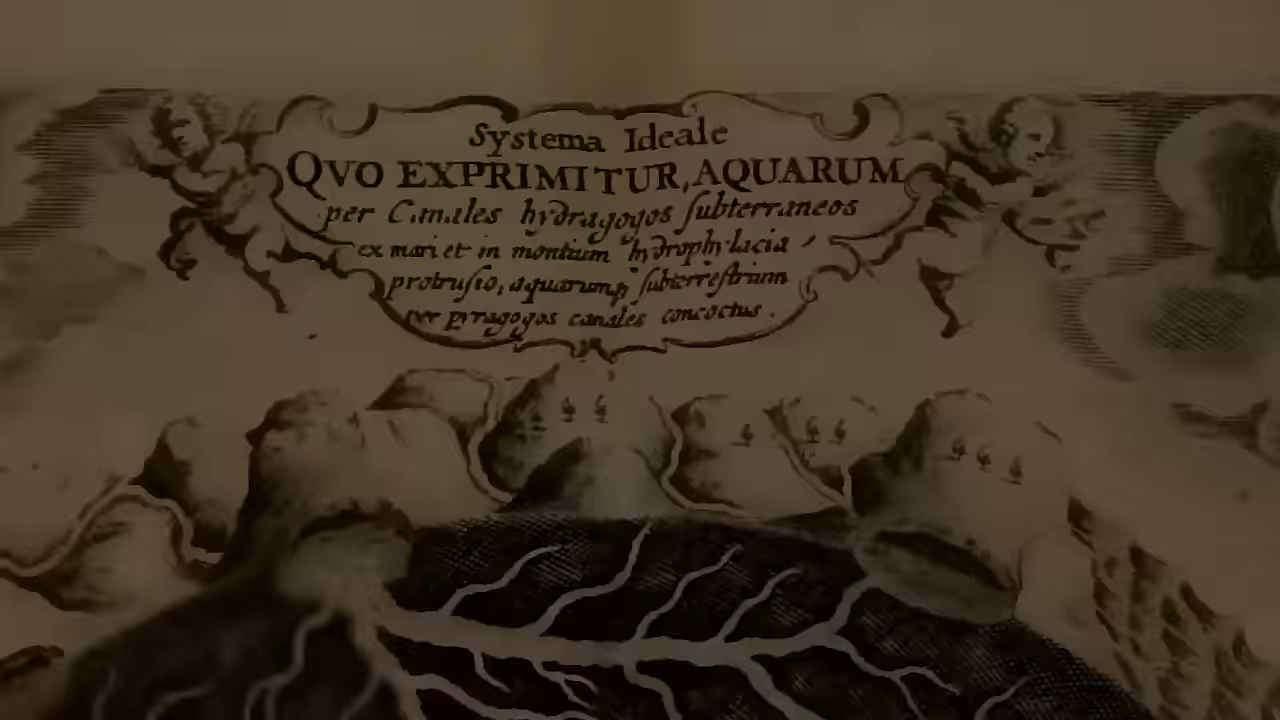 Systema Ideale
QVO EXPRIMITUR, AQUARUM
per Canales hydragogos subterraneos
ex mari et in montium hydrophylacia
protrusio, aquarumq; subterrestrium
per pyragogos canales concoctus.